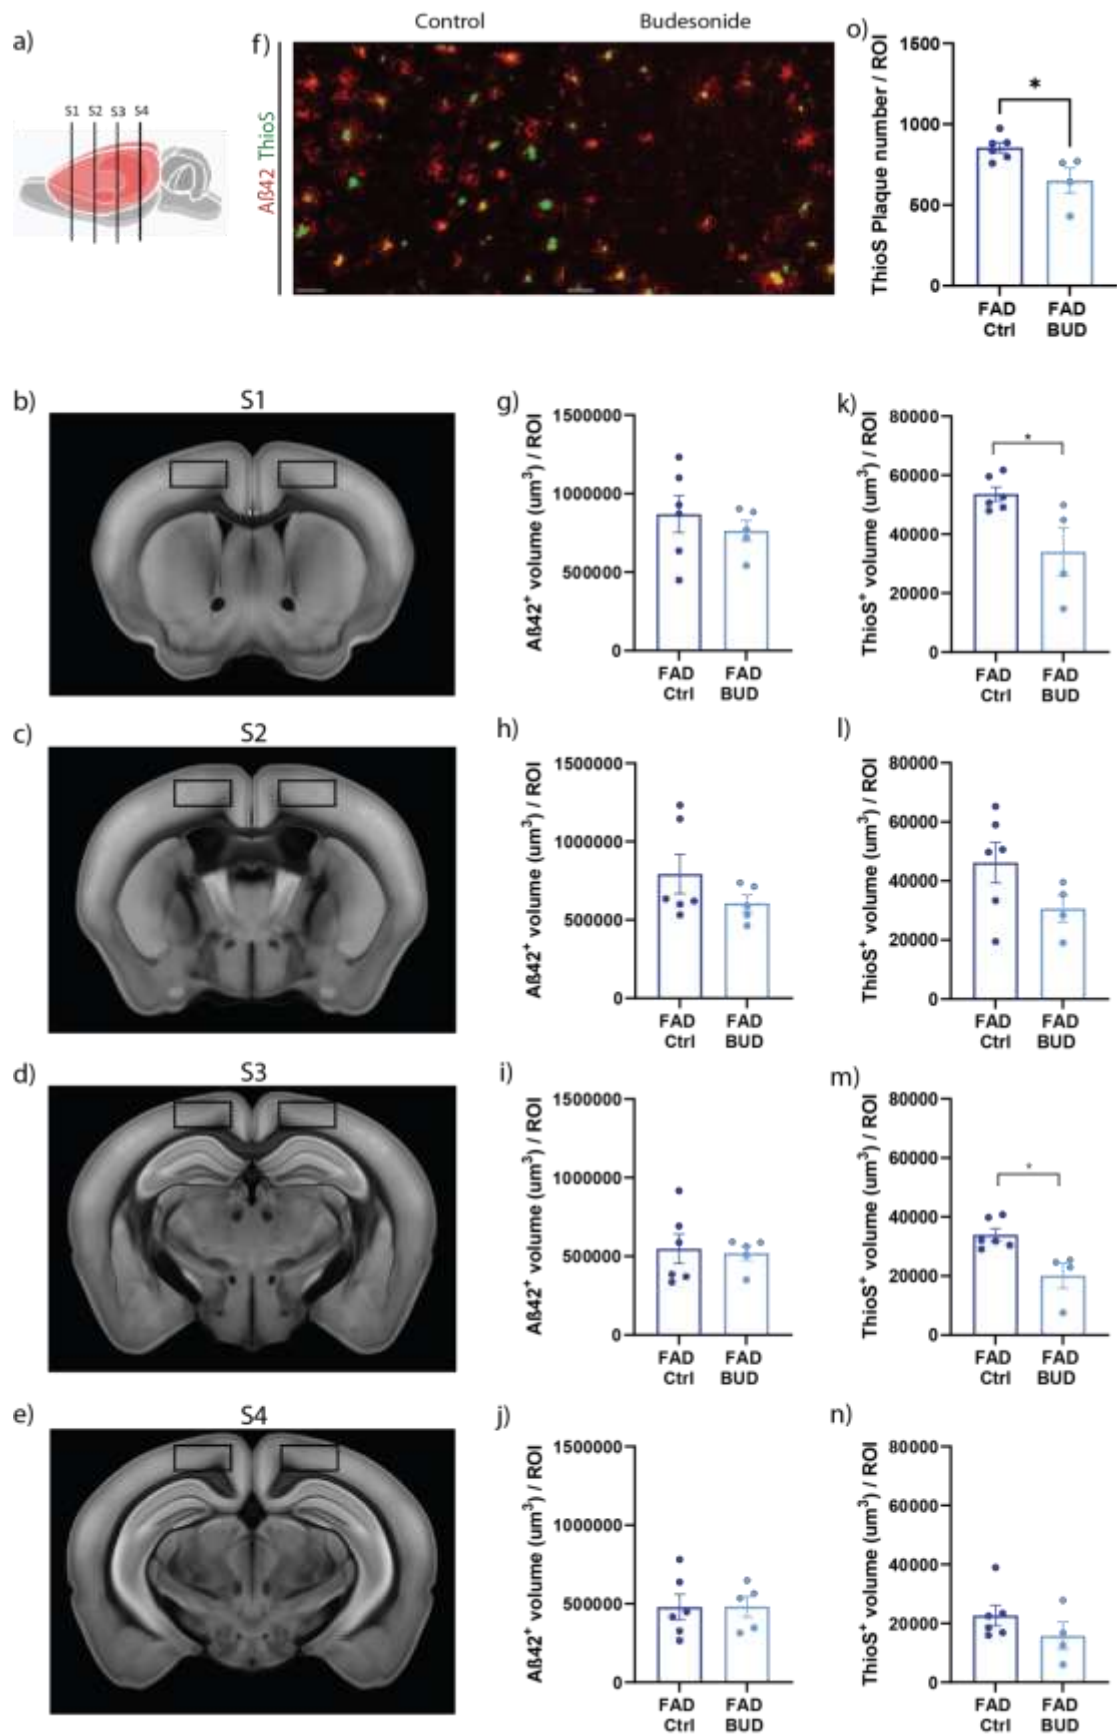 a)
S1 S2 S3 S4
f)
Control Budesonide
Aß42 ThioS
o)
ThioS Plaque number / ROI
1500
1000
500
0
*
FAD FAD
Ctrl BUD
b)
S1
g)
Aß42⁺ volume (um³) / ROI
1500000
1000000
500000
0
FAD FAD
Ctrl BUD
k)
ThioS⁺ volume (um³) / ROI
80000
60000
40000
20000
0
*
FAD FAD
Ctrl BUD
c)
S2
h)
Aß42⁺ volume (um³) / ROI
1500000
1000000
500000
0
FAD FAD
Ctrl BUD
l)
ThioS⁺ volume (um³) / ROI
80000
60000
40000
20000
0
FAD FAD
Ctrl BUD
d)
S3
i)
Aß42⁺ volume (um³) / ROI
1500000
1000000
500000
0
FAD FAD
Ctrl BUD
m)
ThioS⁺ volume (um³) / ROI
80000
60000
40000
20000
0
*
FAD FAD
Ctrl BUD
e)
S4
j)
Aß42⁺ volume (um³) / ROI
1500000
1000000
500000
0
FAD FAD
Ctrl BUD
n)
ThioS⁺ volume (um³) / ROI
80000
60000
40000
20000
0
FAD FAD
Ctrl BUD